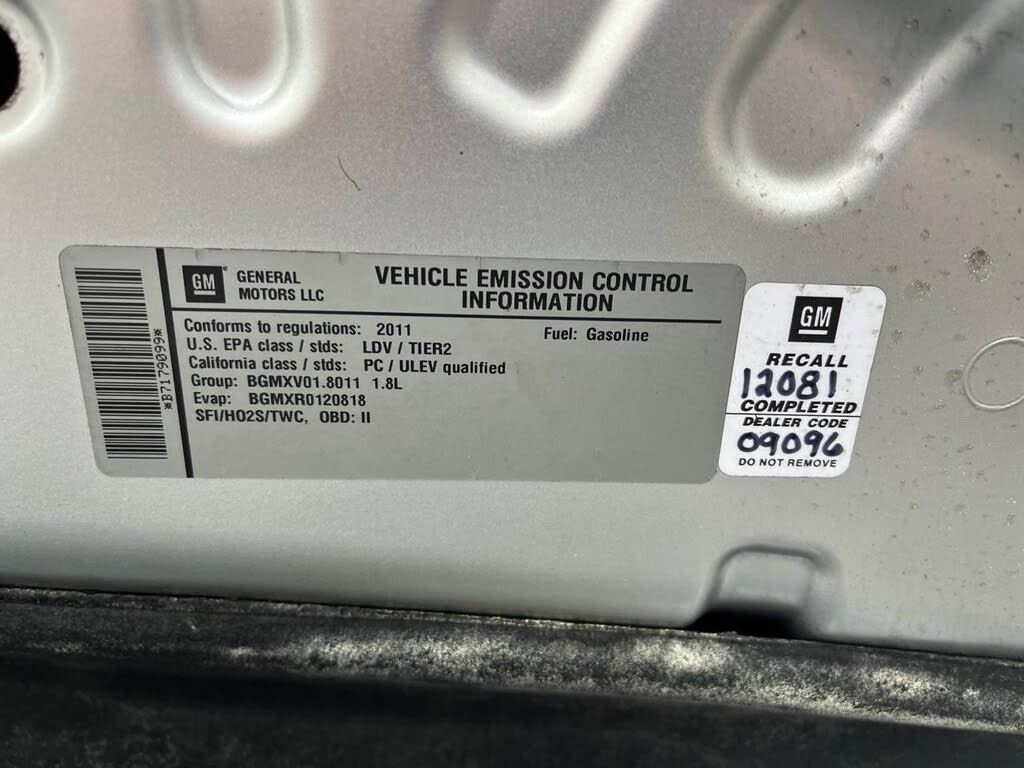 *B7179099*
GM GENERAL
MOTORS LLC
VEHICLE EMISSION CONTROL
INFORMATION
Conforms to regulations: 2011 Fuel: Gasoline
U.S. EPA class / stds: LDV / TIER2
California class / stds: PC / ULEV qualified
Group: BGMXV01.8011 1.8L
Evap: BGMXR0120818
SFI/HO2S/TWC, OBD: II
GM
RECALL
12081
COMPLETED
DEALER CODE
09096
DO NOT REMOVE